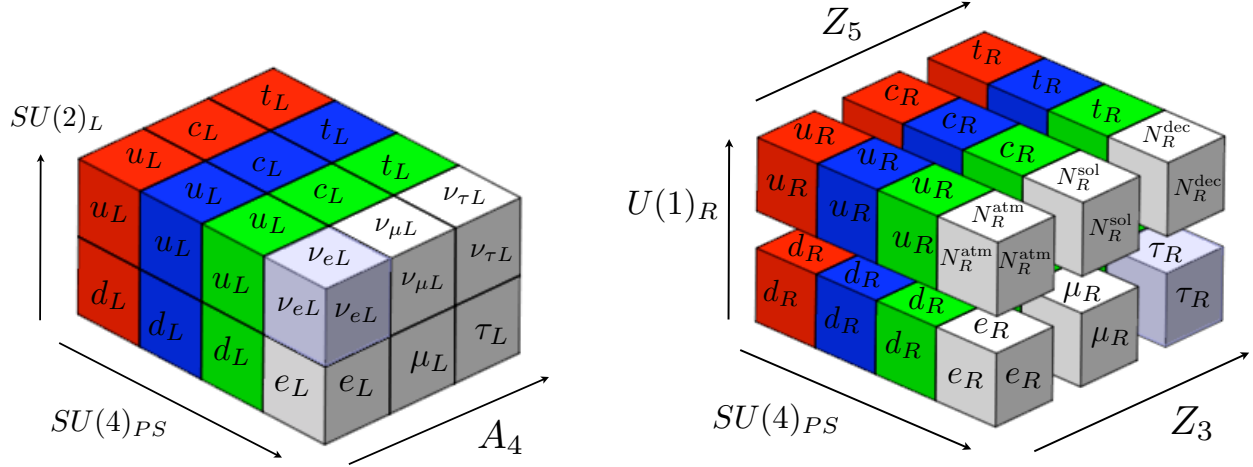 SU(2)_L
t_L
c_L t_L
u_L c_L t_L
u_L c_L ν_τL
u_L ν_μL
u_L ν_eL
u_L ν_τL
u_L ν_μL
ν_eL ν_eL
d_L
d_L τ_L
d_L μ_L
e_L e_L
SU(4)_PS
A_4
Z_5
U(1)_R
t_R
t_R
c_R t_R
u_R c_R N_R^dec
u_R c_R
u_R N_R^sol
u_R N_R^atm N_R^dec
u_R N_R^sol
u_R N_R^atm N_R^atm
d_R τ_R
d_R
d_R μ_R
d_R e_R τ_R
d_R μ_R
d_R
e_R e_R
SU(4)_PS
Z_3